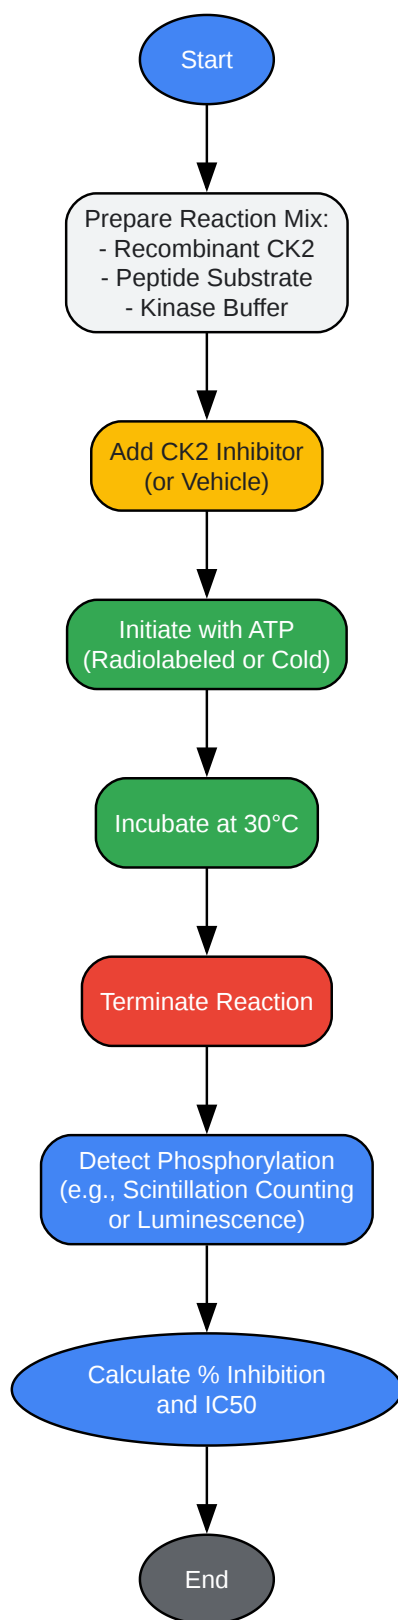 Start
Prepare Reaction Mix:
- Recombinant CK2
- Peptide Substrate
- Kinase Buffer
Add CK2 Inhibitor
(or Vehicle)
Initiate with ATP
(Radiolabeled or Cold)
Incubate at 30°C
Terminate Reaction
Detect Phosphorylation
(e.g., Scintillation Counting
or Luminescence)
Calculate % Inhibition
and IC50
End